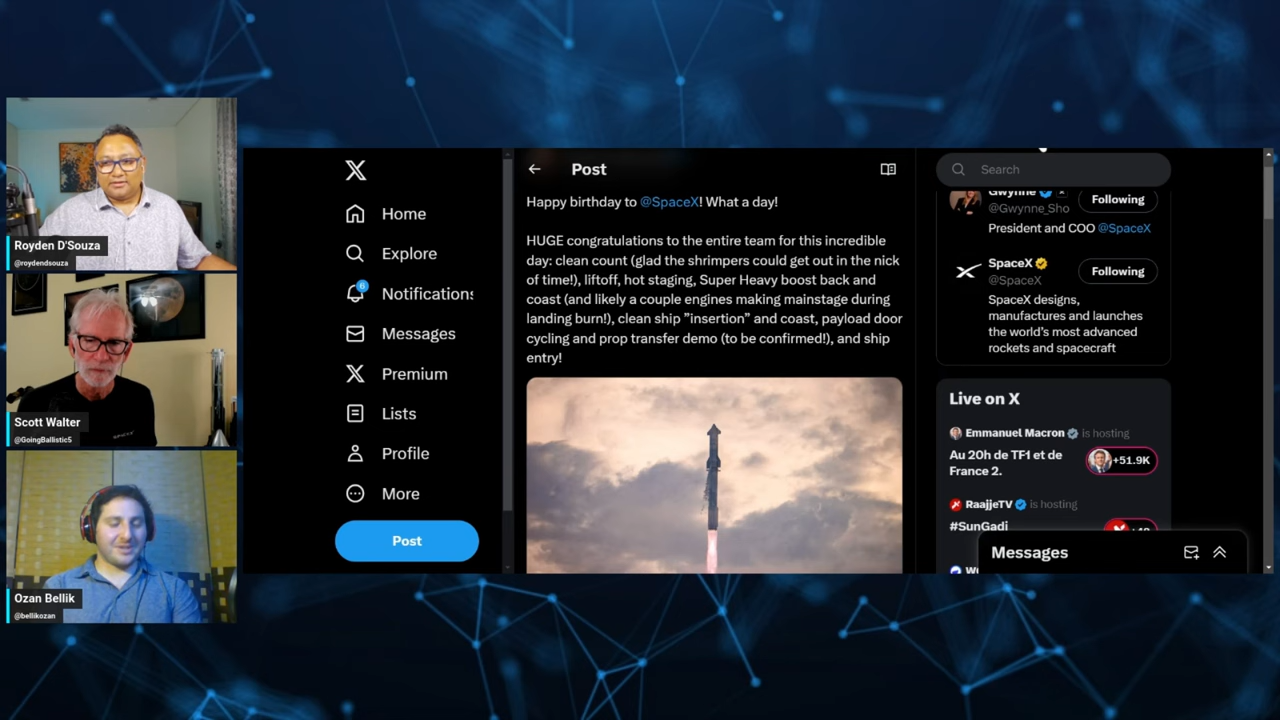 Royden D'Souza
@roydendsouza
Scott Walter
@GoingBallistic5
Ozan Bellik
@bellikozan
Home
Explore
6
Notifications
Messages
Premium
Lists
Profile
More
Post
Post
Happy birthday to @SpaceX! What a day!
HUGE congratulations to the entire team for this incredible
day: clean count (glad the shrimpers could get out in the nick
of time!), liftoff, hot staging, Super Heavy boost back and
coast (and likely a couple engines making mainstage during
landing burn!), clean ship ”insertion” and coast, payload door
cycling and prop transfer demo (to be confirmed!), and ship
entry!
Search
Gwynne
@Gwynne_Sho
Following
President and COO @SpaceX
SpaceX
@SpaceX
Following
SpaceX designs,
manufactures and launches
the world’s most advanced
rockets and spacecraft
Live on X
Emmanuel Macron is hosting
Au 20h de TF1 et de
France 2.
+51.9K
RaajjeTV is hosting
#SunGadi
Messages